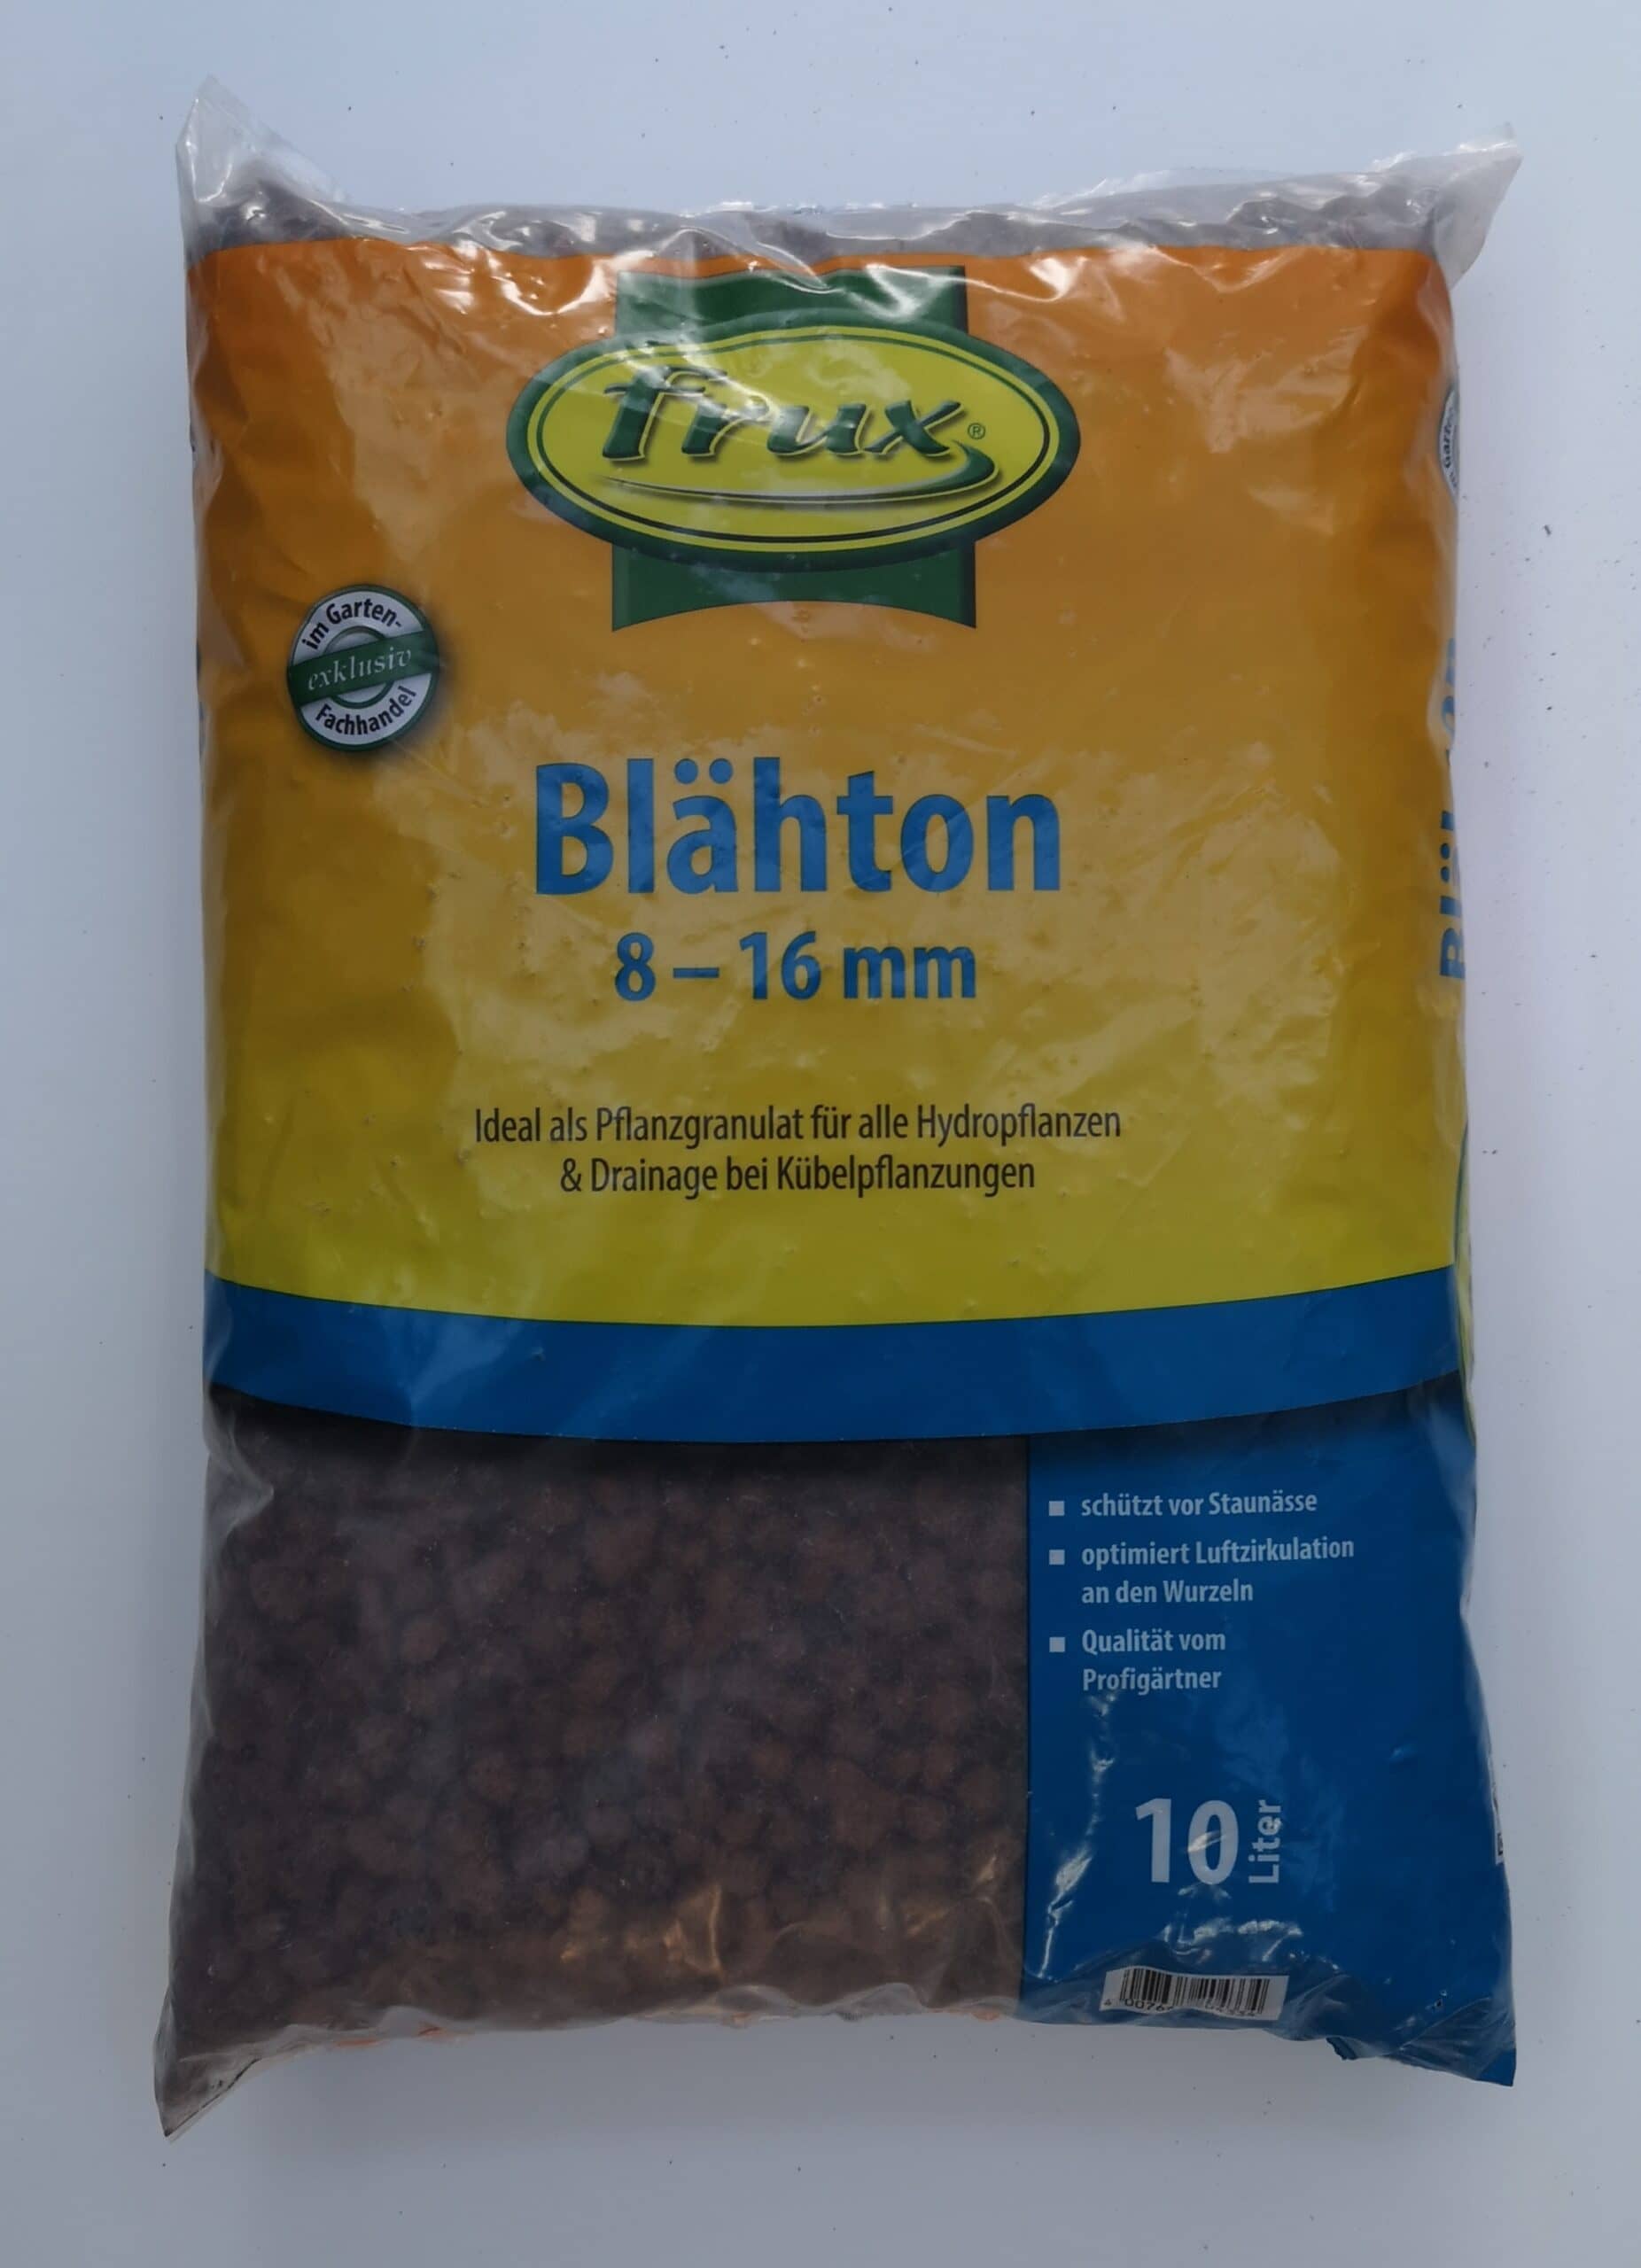 frux®
im Garten-
exklusiv
Fachhandel
Blähton
8 – 16 mm
Ideal als Pflanzgranulat für alle Hydropflanzen
& Drainage bei Kübelpflanzungen
■ schützt vor Staunässe
■ optimiert Luftzirkulation
an den Wurzeln
■ Qualität vom
Profigärtner
10 Liter